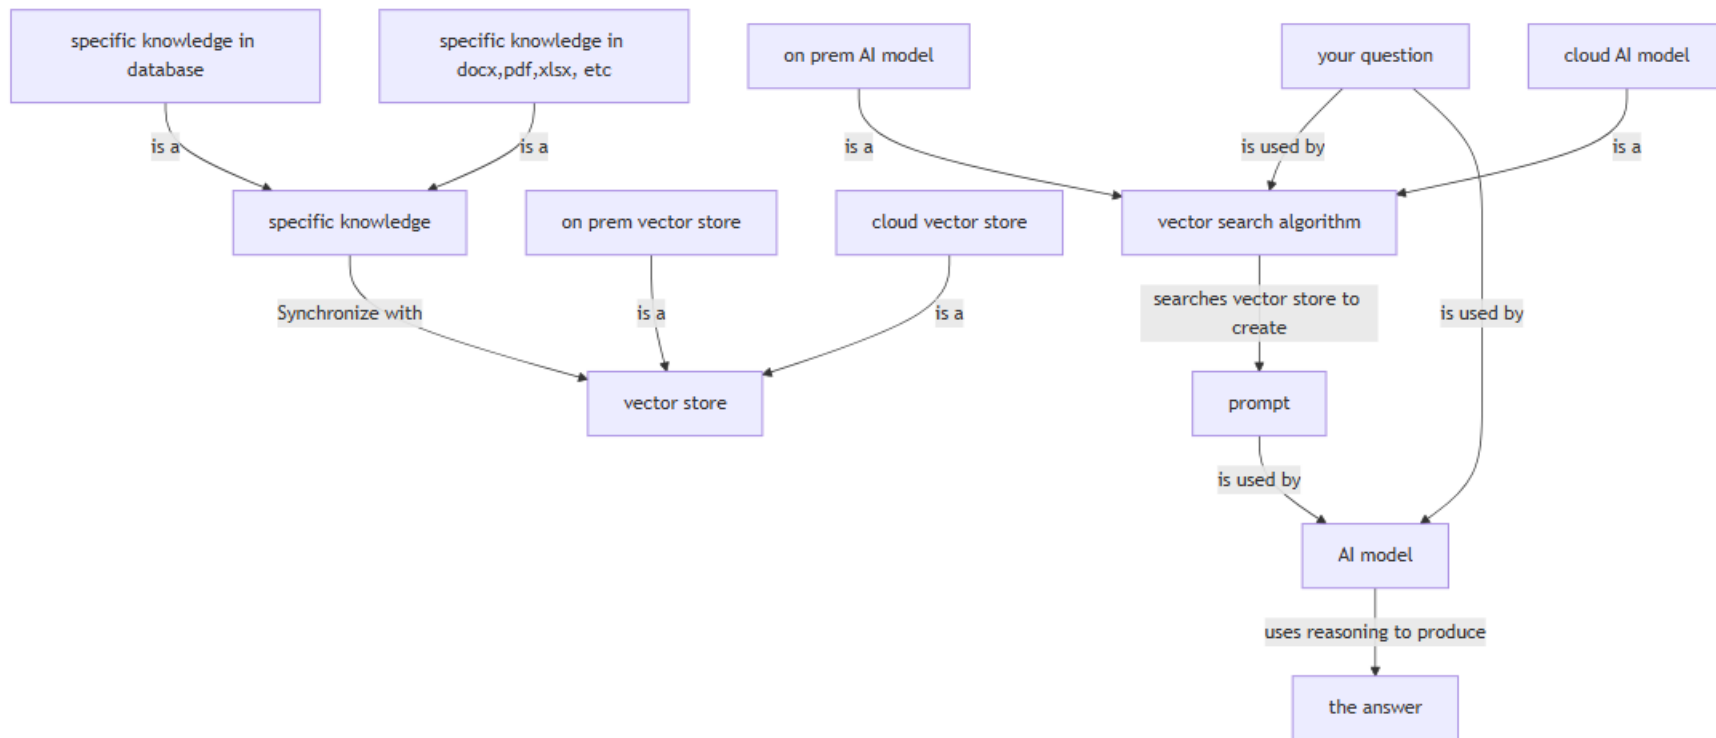 specific knowledge in
database
specific knowledge in
docx,pdf,xlsx, etc
on prem AI model
your question
cloud AI model
is a
is a
is a
is used by
is a
specific knowledge
on prem vector store
cloud vector store
vector search algorithm
Synchronize with
is a
is a
searches vector store to
create
is used by
vector store
prompt
is used by
AI model
uses reasoning to produce
the answer